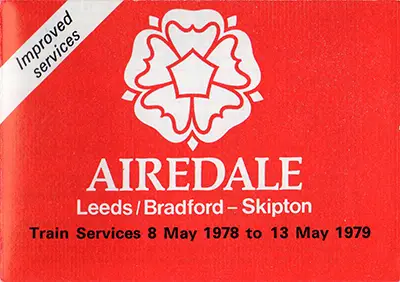 Improved
services
AIREDALE
Leeds/Bradford – Skipton
Train Services 8 May 1978 to 13 May 1979